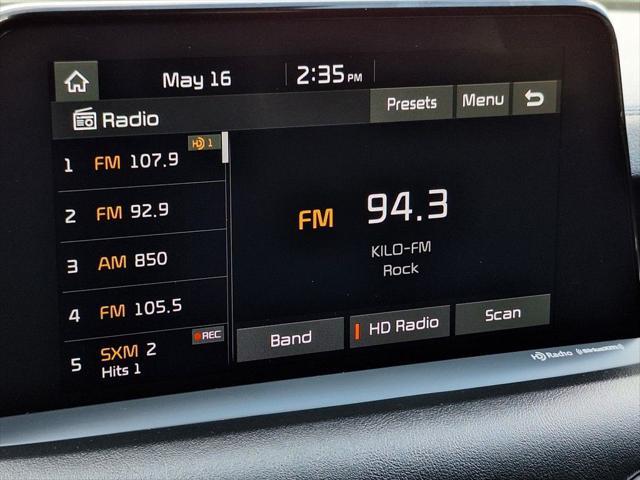 May 16 2:35 PM
Radio Presets Menu
1 FM 107.9 HD 1
2 FM 92.9
3 AM 850
4 FM 105.5
5 SXM 2 REC
Hits 1
FM 94.3
KILO-FM
Rock
Band HD Radio Scan
HD Radio ((SiriusXM))